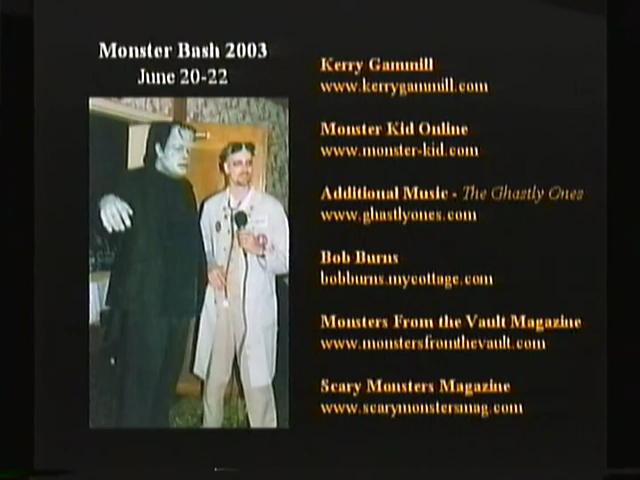 Monster Bash 2003
June 20-22
Kerry Gammill
www.kerrygammill.com
Monster Kid Online
www.monster-kid.com
Additional Music - The Ghastly Ones
www.ghastlyones.com
Bob Burns
bobburns.mycottage.com
Monsters From the Vault Magazine
www.monstersfromthevault.com
Scary Monsters Magazine
www.scarymonstersmag.com